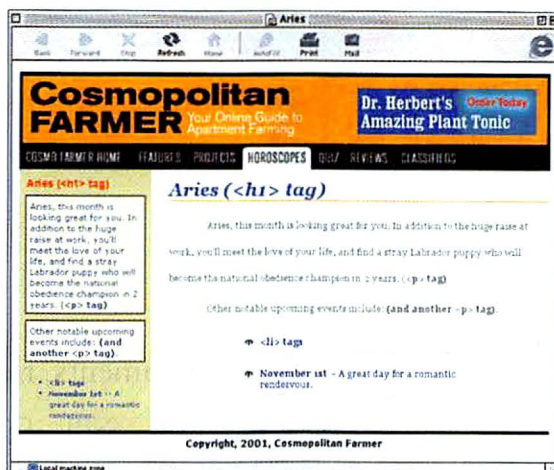 Aries
Back Forward Stop Refresh Home AutoFill Print Mail
Cosmopolitan
FARMER Your Online Guide to
Apartment Farming
Dr. Herbert's Order Today
Amazing Plant Tonic
COSMO FARMER HOME FEATURES PROJECTS HOROSCOPES QUIZ REVIEWS CLASSIFIEDS
Aries (<h1> tag)
Aries, this month is
looking great for you. In
addition to the huge
raise at work, you'll
meet the love of your
life, and find a stray
Labrador puppy who will
become the national
obedience champion in 2
years. (<p> tag)
Other notable upcoming
events include: (and
another <p> tag).
<li> tags
November 1st -- A
great day for a romantic
rendezvous.
Aries (<h1> tag)
Aries, this month is looking great for you. In addition to the huge raise at
work, you'll meet the love of your life, and find a stray Labrador puppy who will
become the national obedience champion in 2 years. (<p> tag)
Other notable upcoming events include: (and another <p> tag).
<li> tags
November 1st - A great day for a romantic
rendezvous.
Copyright, 2001, Cosmopolitan Farmer
Local machine zone